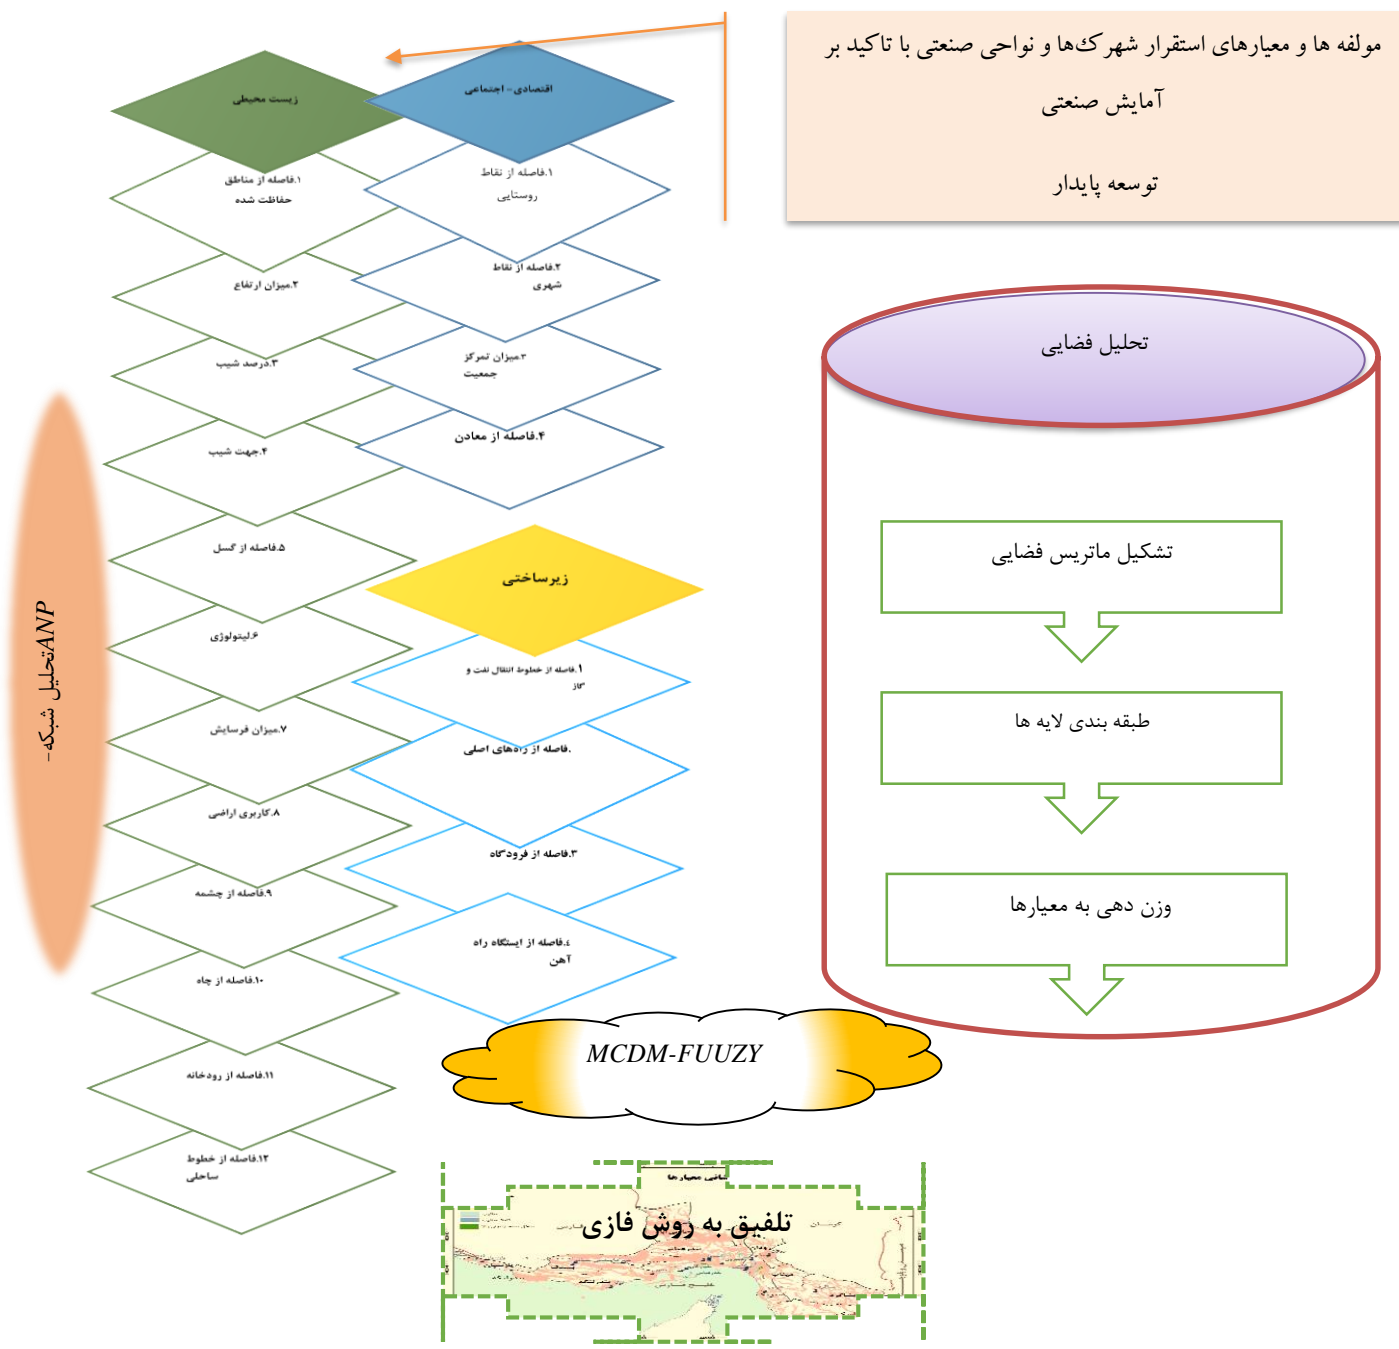 مولفه ها و معیارهای استقرار شهرک‌ها و نواحی صنعتی با تاکید بر
آمایش صنعتی
توسعه پایدار
اقتصادی- اجتماعی
۱.فاصله از نقاط
روستایی
۲.فاصله از نقاط
شهری
۳.میزان تمرکز
جمعیت
۴.فاصله از معادن
زیست محیطی
۱.فاصله از مناطق
حفاظت شده
۲.میزان ارتفاع
۳.درصد شیب
۴.جهت شیب
۵.فاصله از گسل
۶.لیتولوژی
۷.میزان فرسایش
۸.کاربری اراضی
۹.فاصله از چشمه
۱۰.فاصله از چاه
۱۱.فاصله از رودخانه
۱۲.فاصله از خطوط
ساحلی
زیرساختی
۱.فاصله از خطوط انتقال نفت و
گاز
.فاصله از راه‌های اصلی
۳.فاصله از فرودگاه
٤.فاصله از ایستگاه راه
آهن
تحلیل فضایی
تشکیل ماتریس فضایی
طبقه بندی لایه ها
وزن دهی به معیارها
ANPتحلیل شبکه-
MCDM-FUUZY
تلفیق به روش فازی
معیارها
خلیج فارس